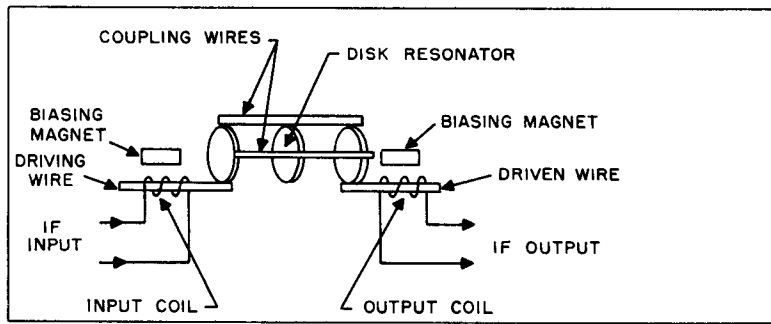 COUPLING WIRES
DISK RESONATOR
BIASING
MAGNET
DRIVING
WIRE
BIASING MAGNET
DRIVEN WIRE
IF
INPUT
IF OUTPUT
INPUT COIL
OUTPUT COIL